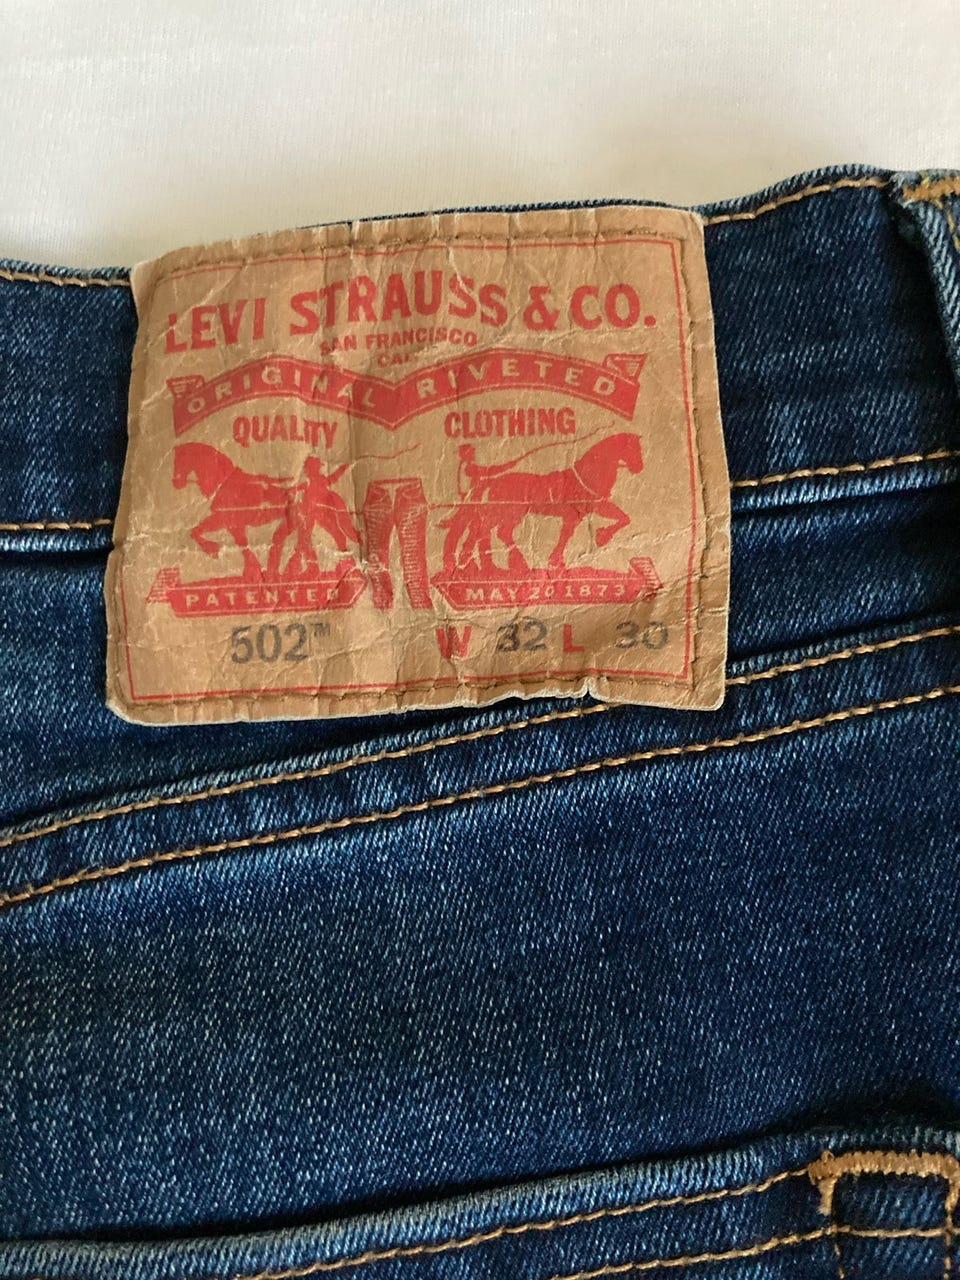 LEVI STRAUSS & CO.
SAN FRANCISCO
CAL
ORIGINAL RIVETED
QUALITY CLOTHING
PATENTED MAY 20 1873
502™ W 32 L 30